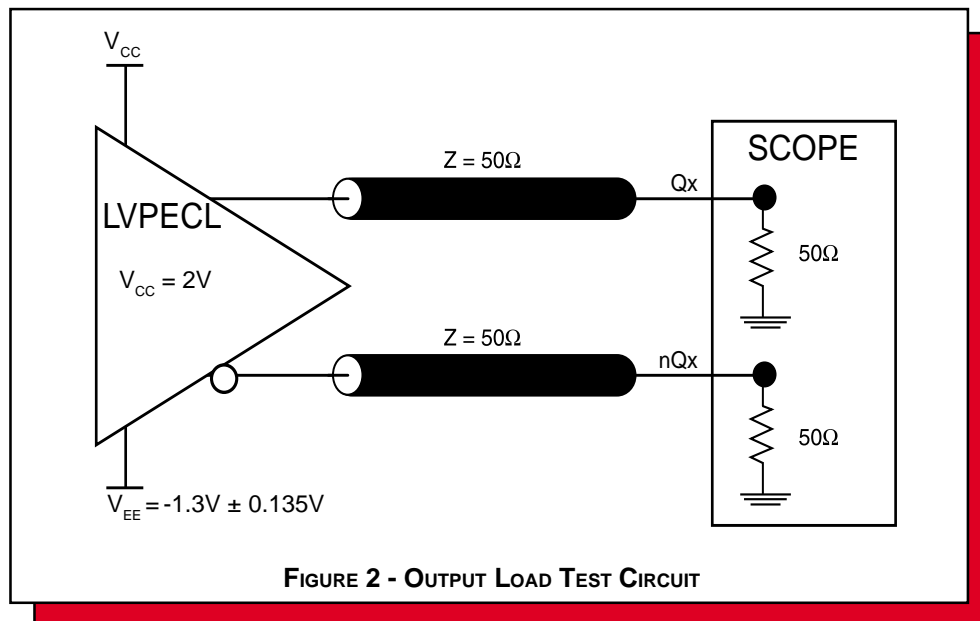 V_CC
Z = 50Ω
Qx
SCOPE
LVPECL
50Ω
V_CC = 2V
Z = 50Ω
nQx
50Ω
V_EE = -1.3V ± 0.135V
FIGURE 2 - OUTPUT LOAD TEST CIRCUIT